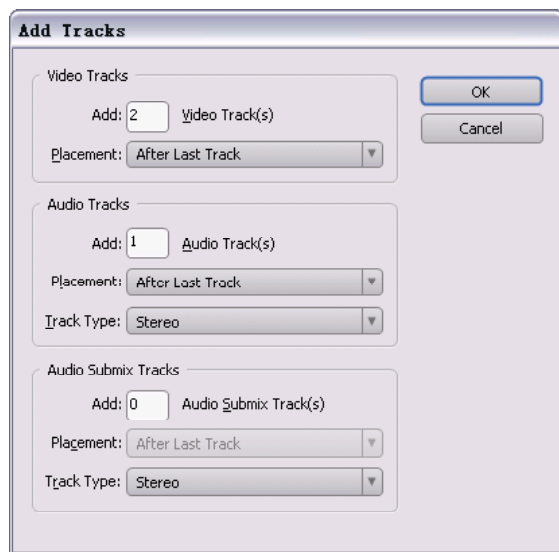 Add Tracks
Video Tracks
OK
Add: 2 Video Track(s)
Cancel
Placement: After Last Track
Audio Tracks
Add: 1 Audio Track(s)
Placement: After Last Track
Track Type: Stereo
Audio Submix Tracks
Add: 0 Audio Submix Track(s)
Placement: After Last Track
Track Type: Stereo